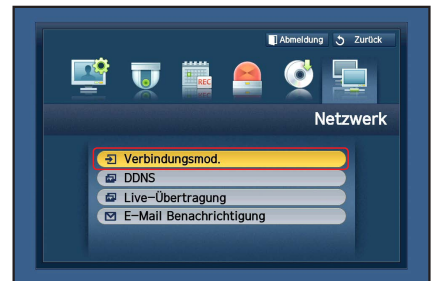 Abmeldung Zurück
REC
Netzwerk
Verbindungsmod.
DDNS
Live-Übertragung
E-Mail Benachrichtigung